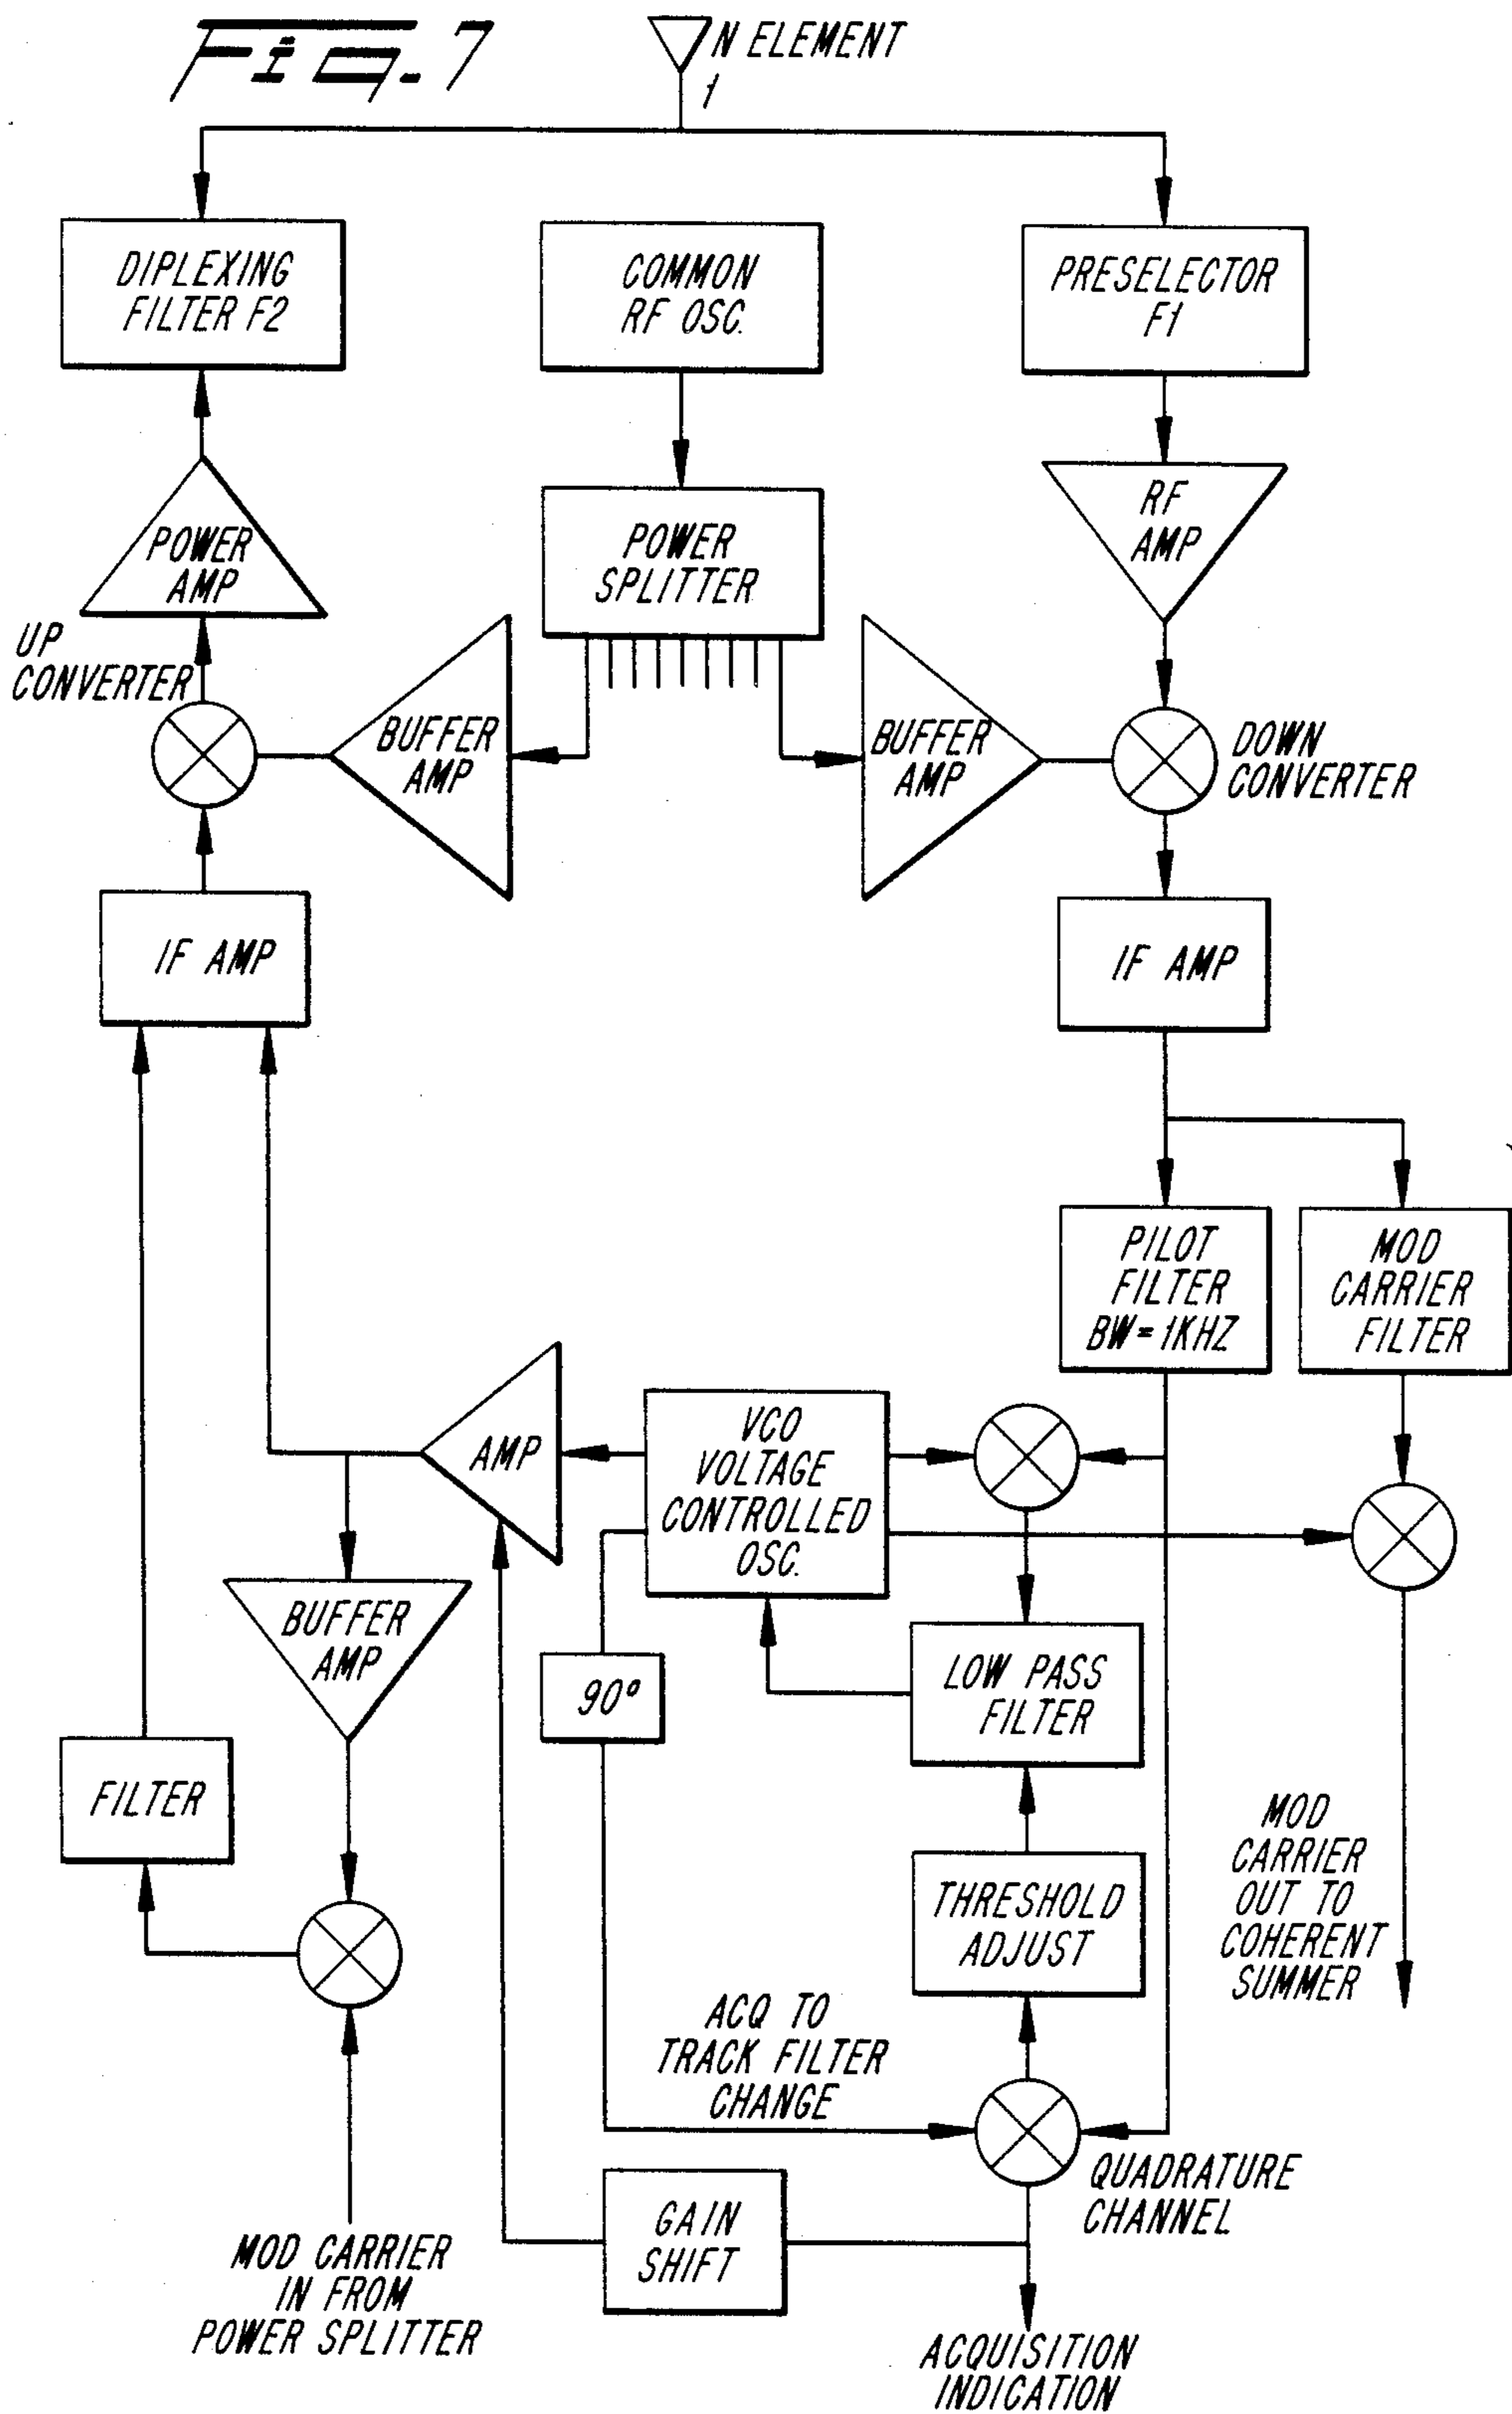 Fig. 7
N ELEMENT
1
DIPLEXING
FILTER F2
COMMON
RF OSC.
PRESELECTOR
F1
POWER
AMP
POWER
SPLITTER
RF
AMP
UP
CONVERTER
BUFFER
AMP
BUFFER
AMP
DOWN
CONVERTER
IF AMP
IF AMP
PILOT
FILTER
BW=1KHZ
MOD
CARRIER
FILTER
AMP
VCO
VOLTAGE
CONTROLLED
OSC.
BUFFER
AMP
90°
LOW PASS
FILTER
FILTER
THRESHOLD
ADJUST
MOD
CARRIER
OUT TO
COHERENT
SUMMER
ACQ TO
TRACK FILTER
CHANGE
QUADRATURE
CHANNEL
GAIN
SHIFT
MOD CARRIER
IN FROM
POWER SPLITTER
ACQUISITION
INDICATION